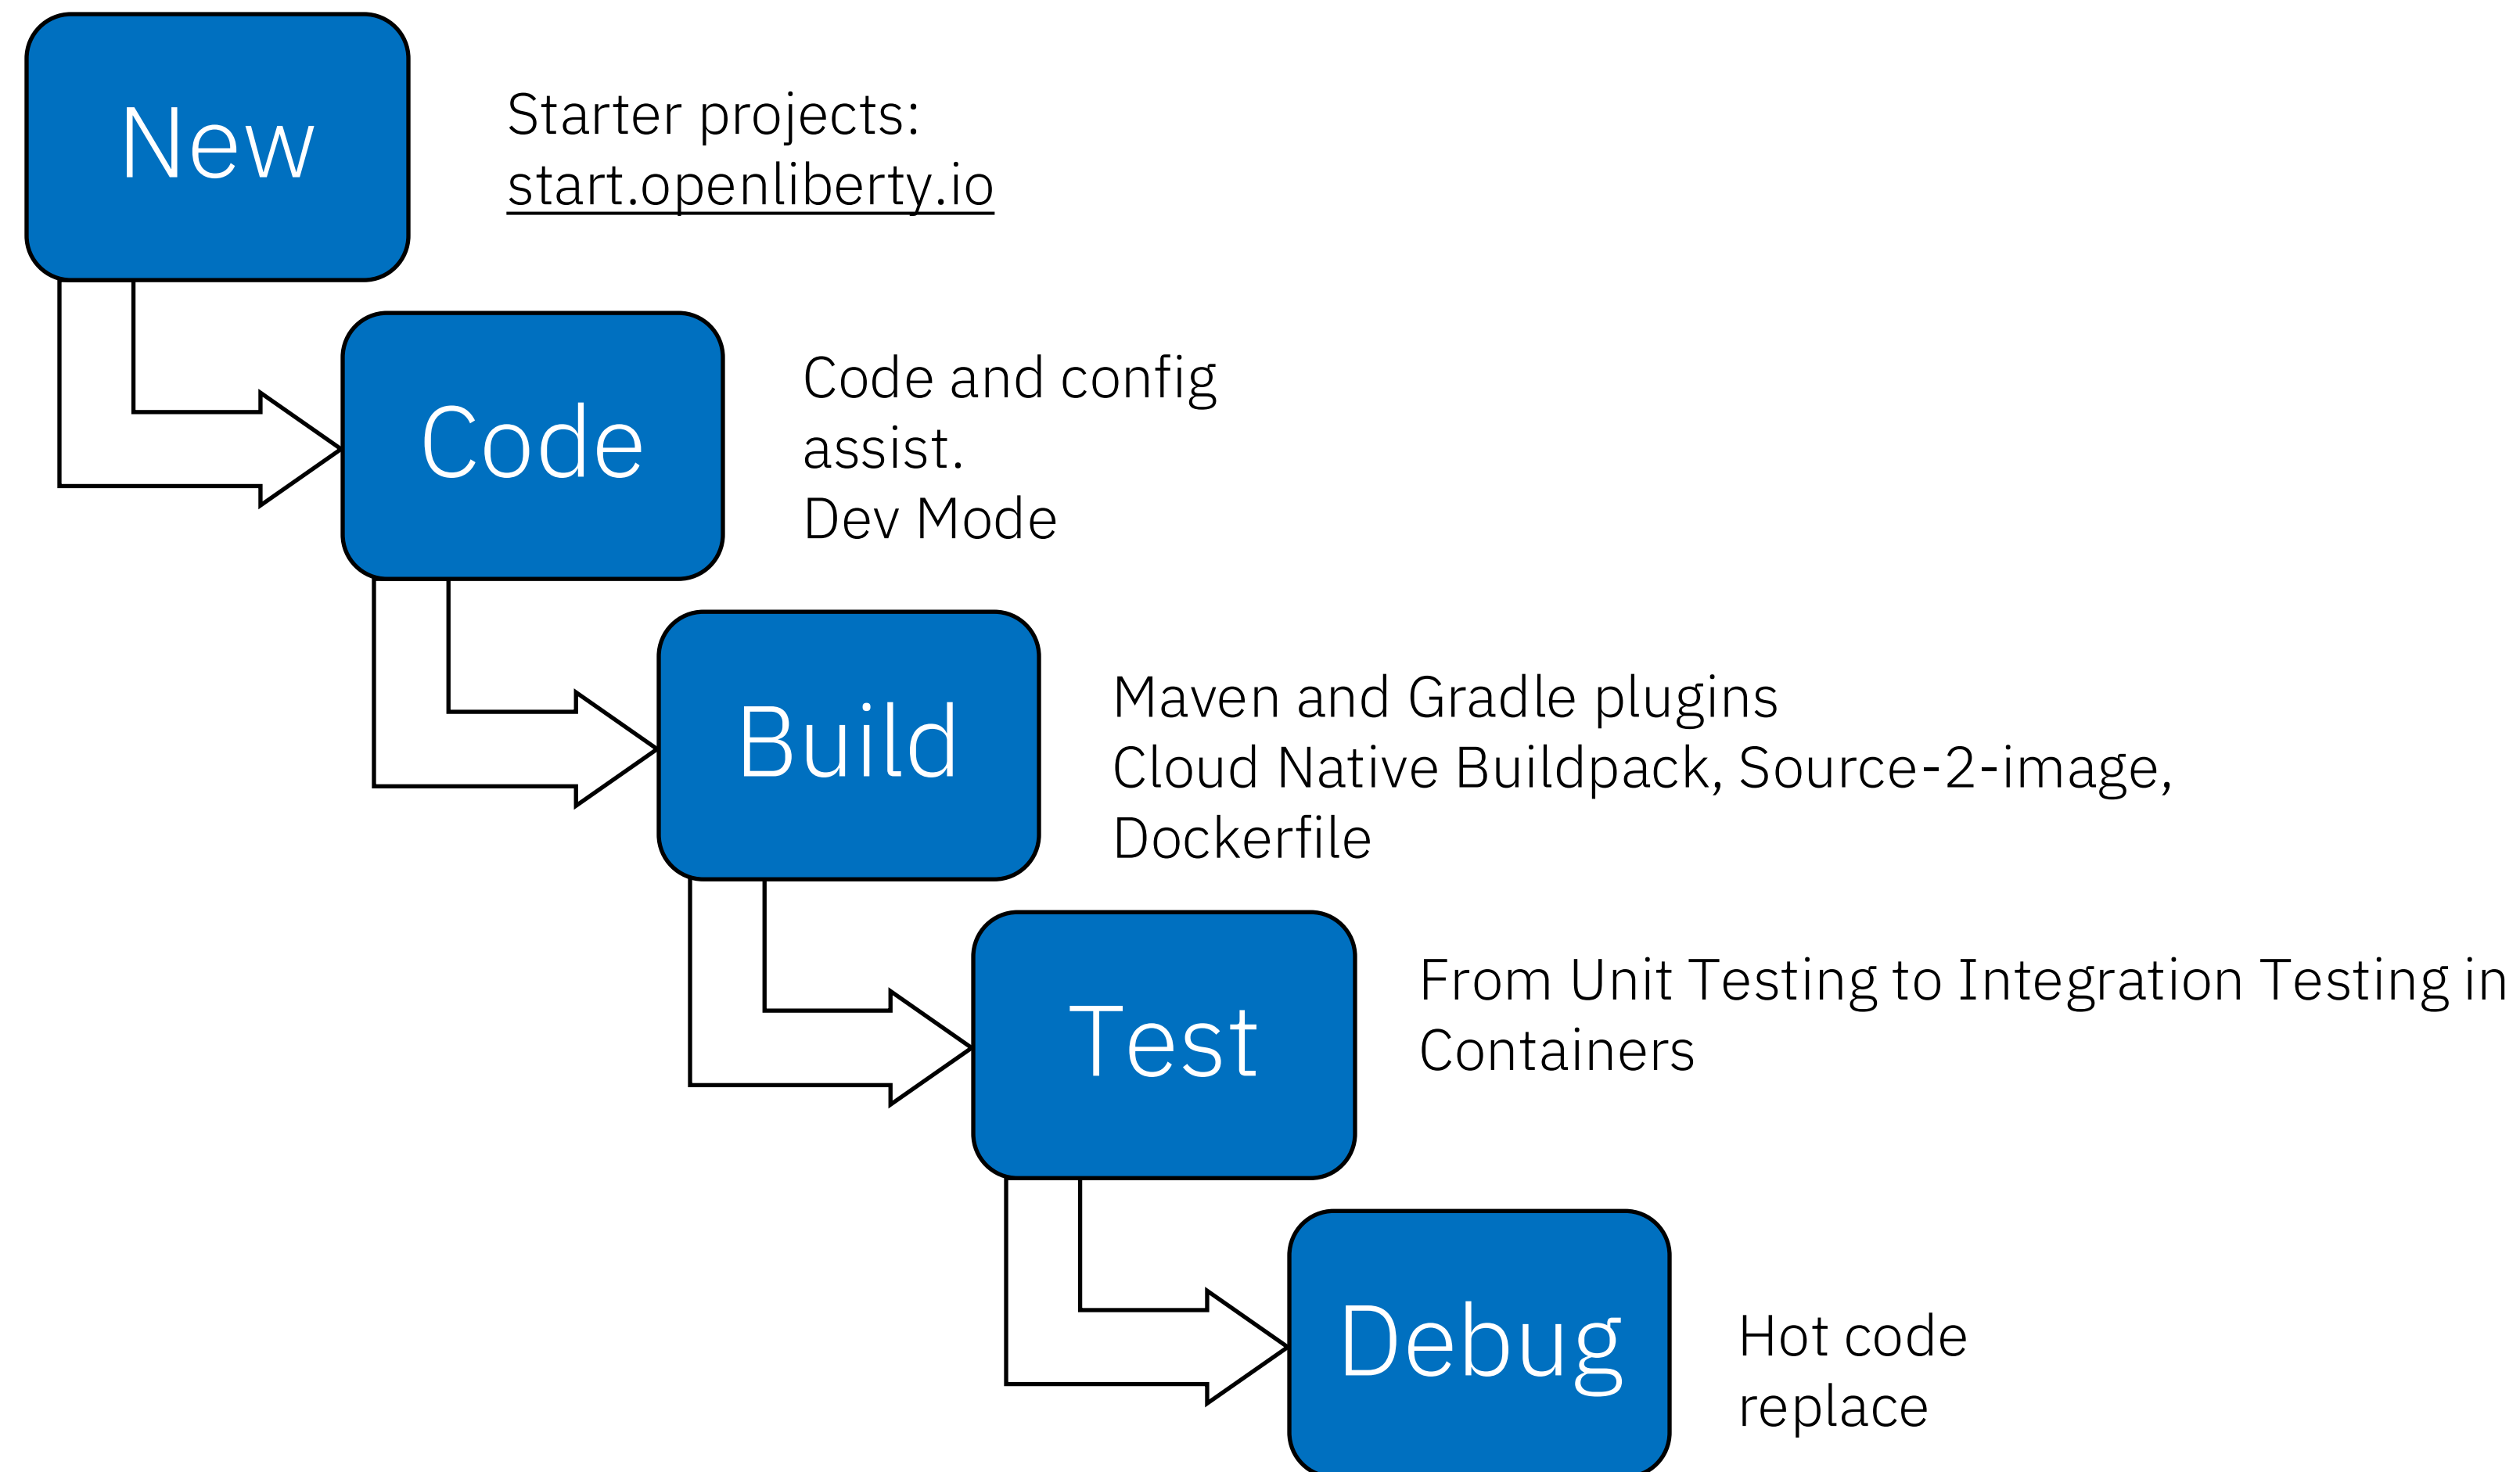 New
Starter projects:
start.openliberty.io
Code
Code and config
assist.
Dev Mode
Build
Maven and Gradle plugins
Cloud Native Buildpack, Source-2-image,
Dockerfile
Test
From Unit Testing to Integration Testing in
Containers
Debug
Hot code
replace